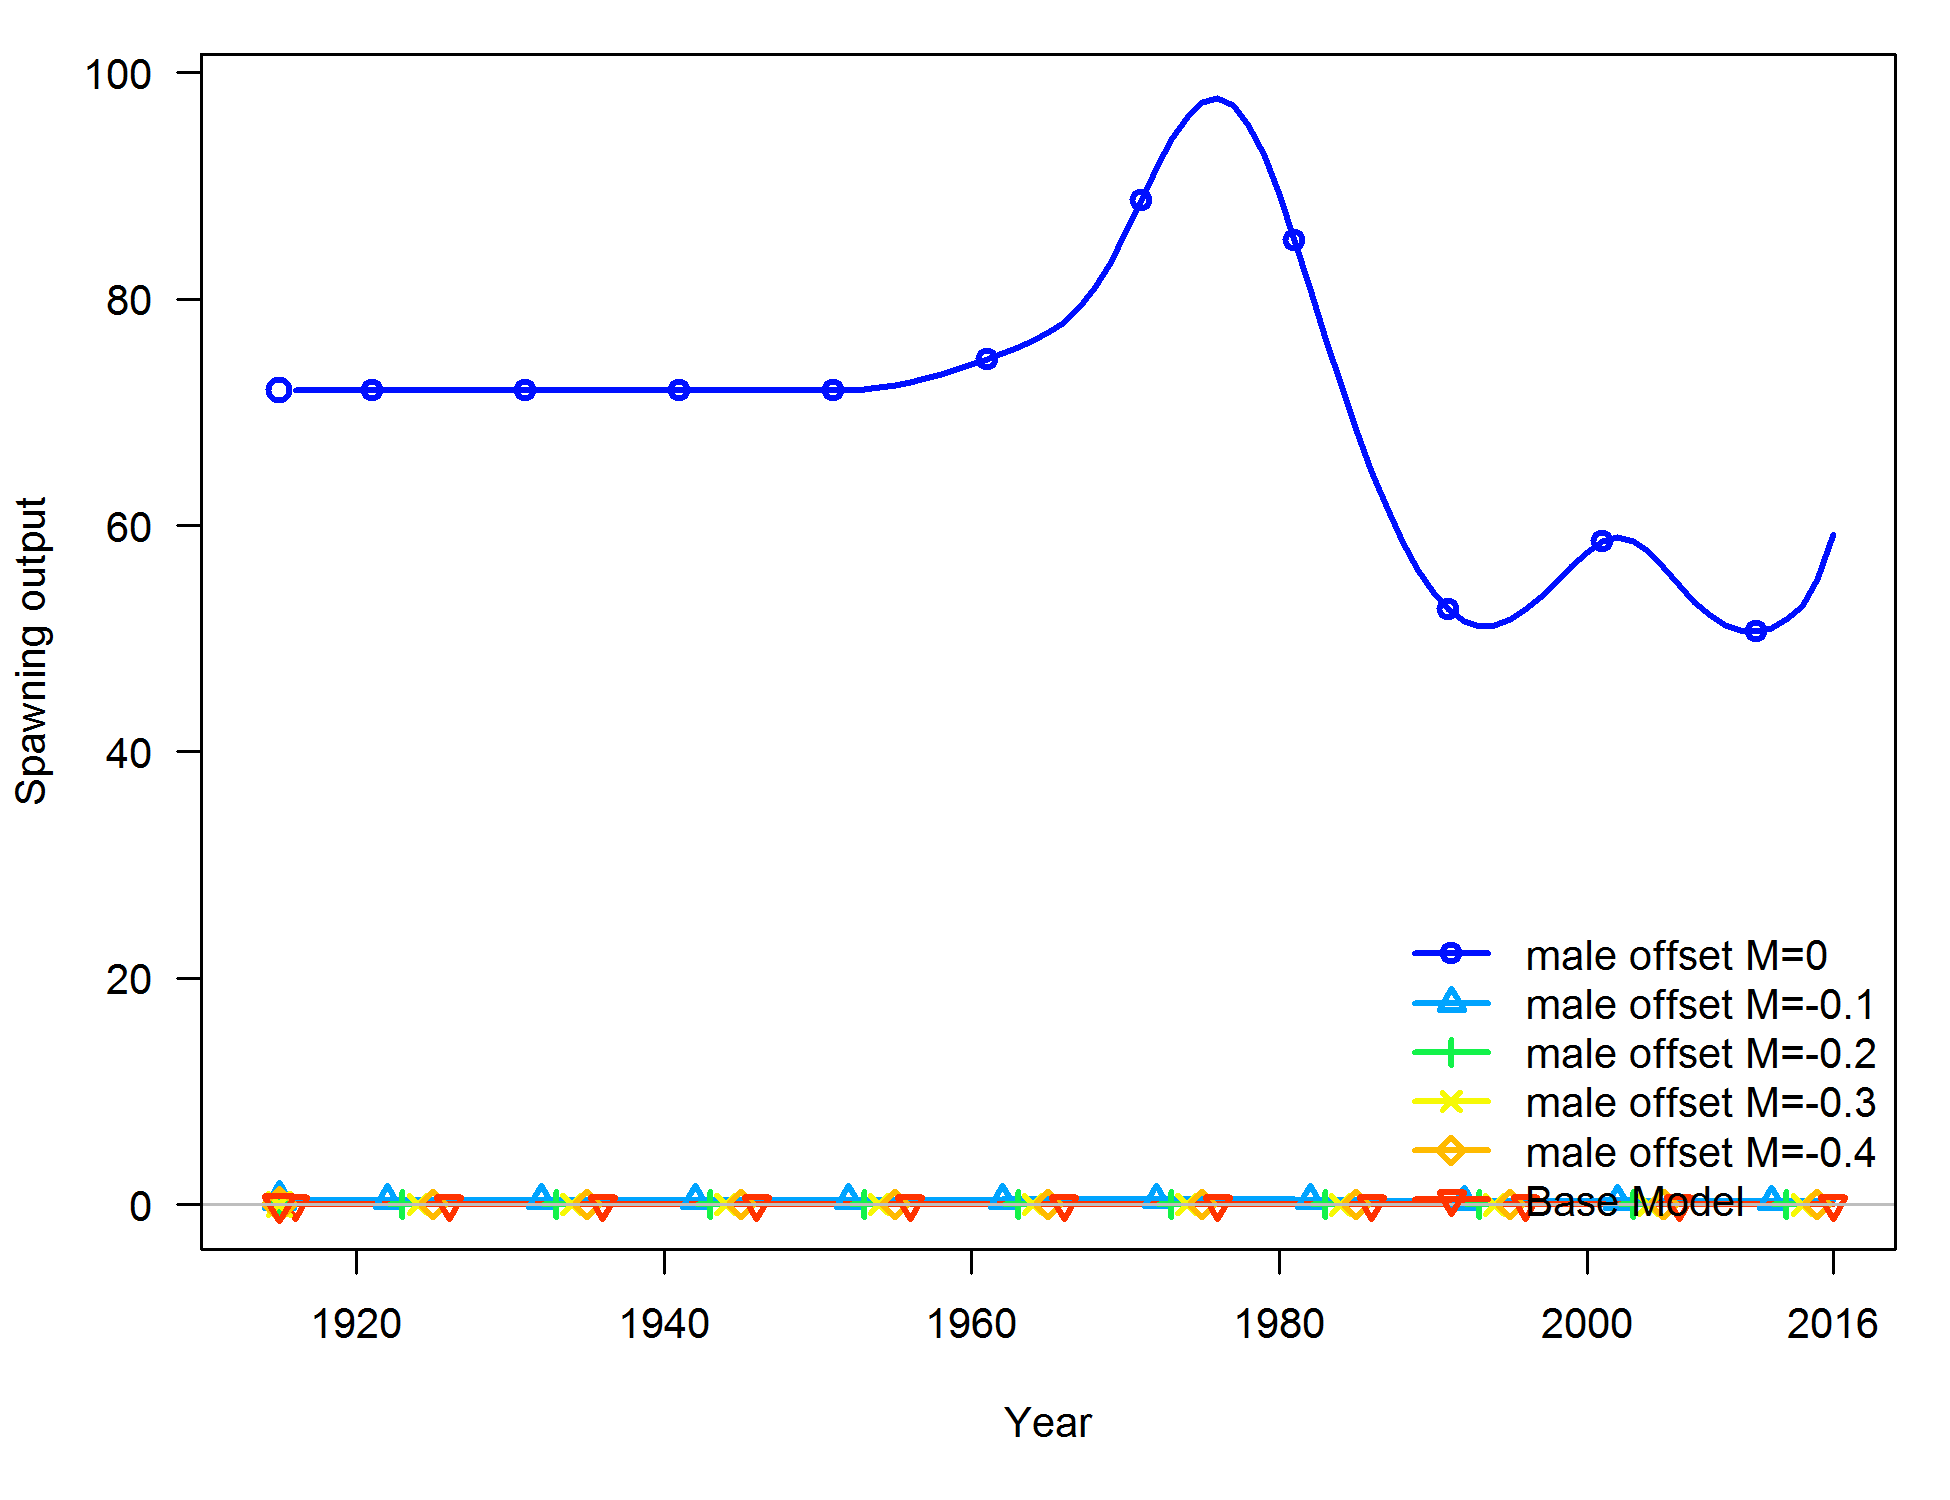 100
80
60
40
20
0
Spawning output
male offset M=0
male offset M=-0.1
male offset M=-0.2
male offset M=-0.3
male offset M=-0.4
Base Model
1920 1940 1960 1980 2000 2016
Year